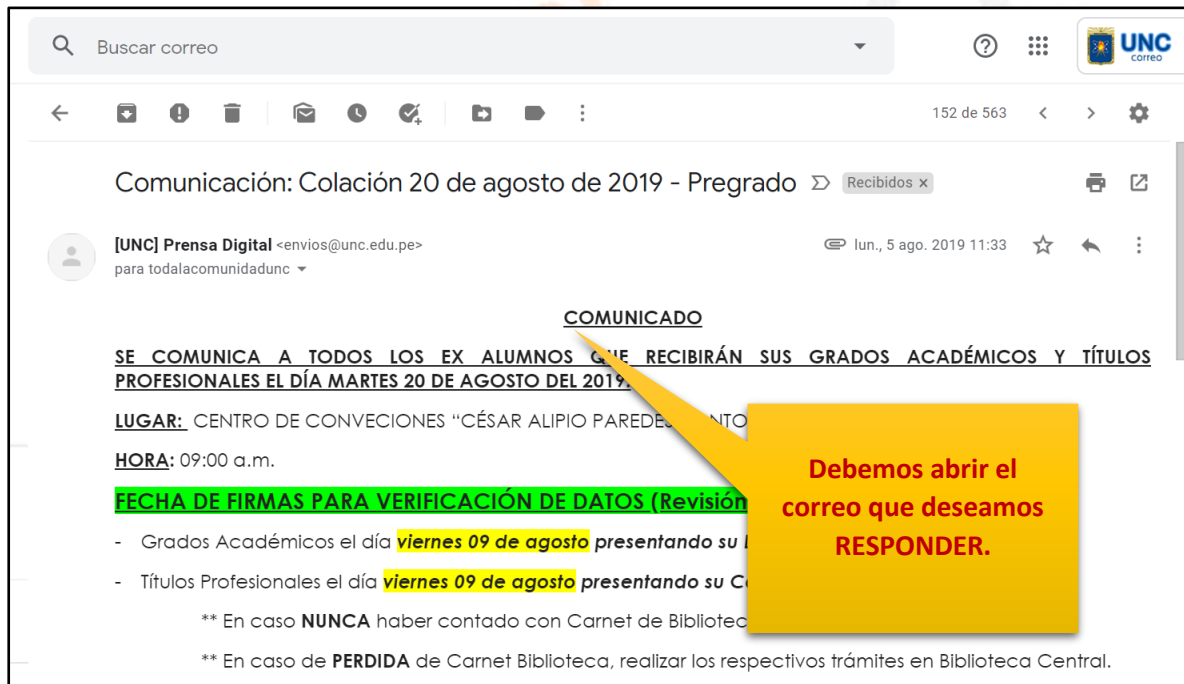 Buscar correo
UNC
correo
152 de 563
Comunicación: Colación 20 de agosto de 2019 - Pregrado Recibidos x
[UNC] Prensa Digital <envios@unc.edu.pe> lun., 5 ago. 2019 11:33
para todalacomunidadunc
COMUNICADO
SE COMUNICA A TODOS LOS EX ALUMNOS QUE RECIBIRÁN SUS GRADOS ACADÉMICOS Y TÍTULOS
PROFESIONALES EL DÍA MARTES 20 DE AGOSTO DEL 2019.
LUGAR: CENTRO DE CONVECIONES “CÉSAR ALIPIO PAREDES
HORA: 09:00 a.m.
FECHA DE FIRMAS PARA VERIFICACIÓN DE DATOS (Revisión
- Grados Académicos el día viernes 09 de agosto presentando su
- Títulos Profesionales el día viernes 09 de agosto presentando su
** En caso NUNCA haber contado con Carnet de
** En caso de PERDIDA de Carnet Biblioteca, realizar los respectivos trámites en Biblioteca Central.
Debemos abrir el
correo que deseamos
RESPONDER.